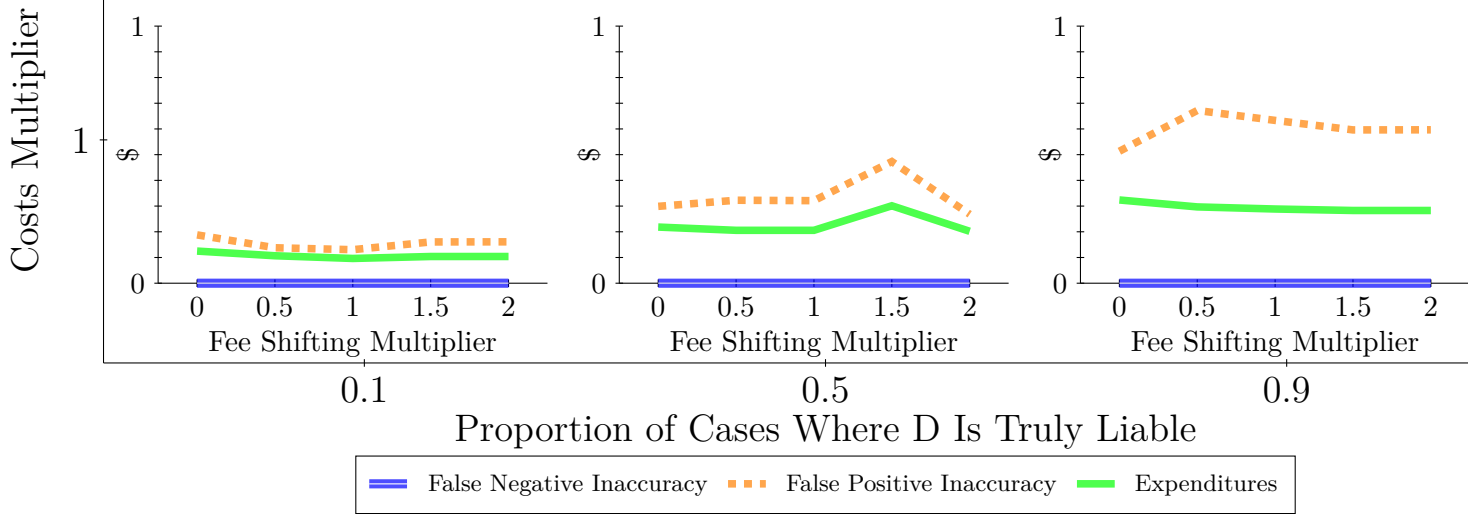 Costs Multiplier
1
1
$
0
0 0.5 1 1.5 2
Fee Shifting Multiplier
1
$
0
0 0.5 1 1.5 2
Fee Shifting Multiplier
1
$
0
0 0.5 1 1.5 2
Fee Shifting Multiplier
0.1 0.5 0.9
Proportion of Cases Where D Is Truly Liable
False Negative Inaccuracy False Positive Inaccuracy Expenditures